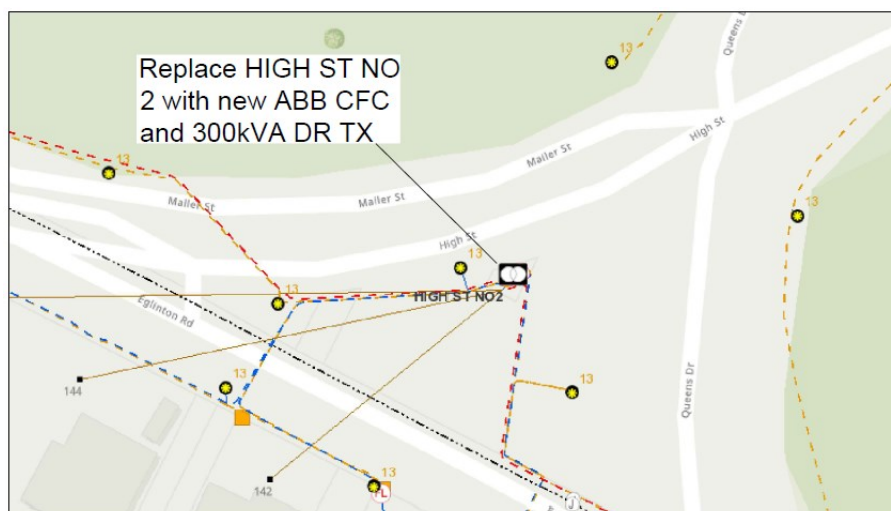 Replace HIGH ST NO
2 with new ABB CFC
and 300kVA DR TX
13
Queens Dr
High St
Mailer St
13
Mailer St
Mailer St
13
High St
13
13
HIGH ST NO2
Eglinton Rd
13
13
Queens Dr
144
13
142
FL
J